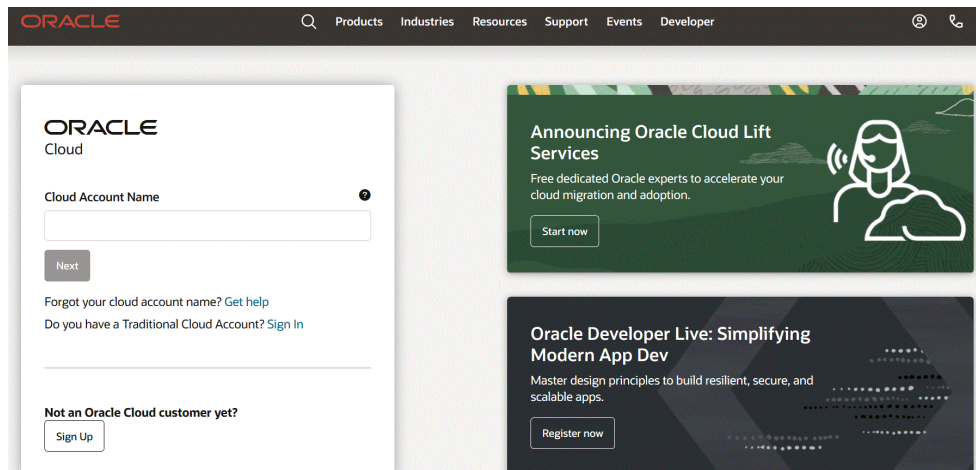 ORACLE
Products Industries Resources Support Events Developer
ORACLE
Cloud
Cloud Account Name
?
Next
Forgot your cloud account name? Get help
Do you have a Traditional Cloud Account? Sign In
Not an Oracle Cloud customer yet?
Sign Up
Announcing Oracle Cloud Lift
Services
Free dedicated Oracle experts to accelerate your
cloud migration and adoption.
Start now
Oracle Developer Live: Simplifying
Modern App Dev
Master design principles to build resilient, secure, and
scalable apps.
Register now